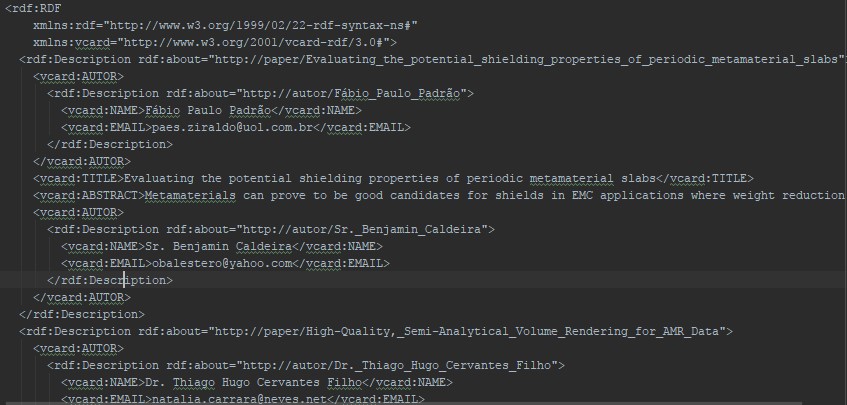 <rdf:RDF
xmlns:rdf="http://www.w3.org/1999/02/22-rdf-syntax-ns#"
xmlns:vcard="http://www.w3.org/2001/vcard-rdf/3.0#">
<rdf:Description rdf:about="http://paper/Evaluating_the_potential_shielding_properties_of_periodic_metamaterial_slabs"
<vcard:AUTOR>
<rdf:Description rdf:about="http://autor/Fábio_Paulo_Padrão">
<vcard:NAME>Fábio Paulo Padrão</vcard:NAME>
<vcard:EMAIL>paes.ziraldo@uol.com.br</vcard:EMAIL>
</rdf:Description>
</vcard:AUTOR>
<vcard:TITLE>Evaluating the potential shielding properties of periodic metamaterial slabs</vcard:TITLE>
<vcard:ABSTRACT>Metamaterials can prove to be good candidates for shields in EMC applications where weight reduction
<vcard:AUTOR>
<rdf:Description rdf:about="http://autor/Sr._Benjamin_Caldeira">
<vcard:NAME>Sr. Benjamin Caldeira</vcard:NAME>
<vcard:EMAIL>obalestero@yahoo.com</vcard:EMAIL>
</rdf:Description>
</vcard:AUTOR>
</rdf:Description>
<rdf:Description rdf:about="http://paper/High-Quality,_Semi-Analytical_Volume_Rendering_for_AMR_Data">
<vcard:AUTOR>
<rdf:Description rdf:about="http://autor/Dr._Thiago_Hugo_Cervantes_Filho">
<vcard:NAME>Dr. Thiago Hugo Cervantes Filho</vcard:NAME>
<vcard:EMAIL>natalia.carrara@neves.net</vcard:EMAIL>